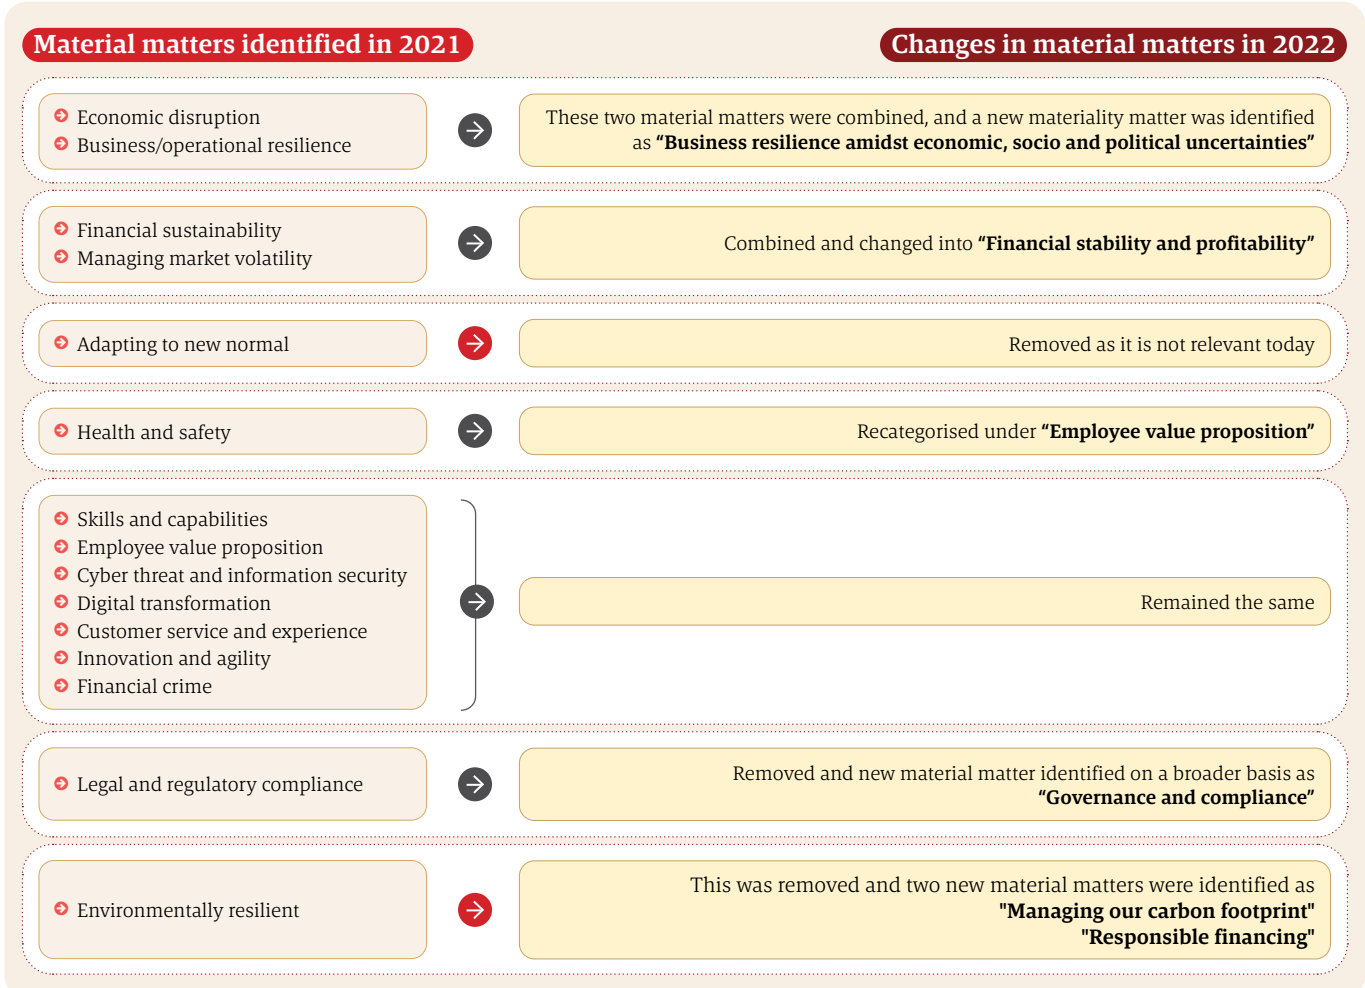 Material matters identified in 2021
Changes in material matters in 2022
Economic disruption
Business/operational resilience
These two material matters were combined, and a new materiality matter was identified
as “Business resilience amidst economic, socio and political uncertainties”
Financial sustainability
Managing market volatility
Combined and changed into “Financial stability and profitability”
Adapting to new normal
Removed as it is not relevant today
Health and safety
Recategorised under “Employee value proposition”
Skills and capabilities
Employee value proposition
Cyber threat and information security
Digital transformation
Customer service and experience
Innovation and agility
Financial crime
Remained the same
Legal and regulatory compliance
Removed and new material matter identified on a broader basis as
“Governance and compliance”
Environmentally resilient
This was removed and two new material matters were identified as
"Managing our carbon footprint"
"Responsible financing"